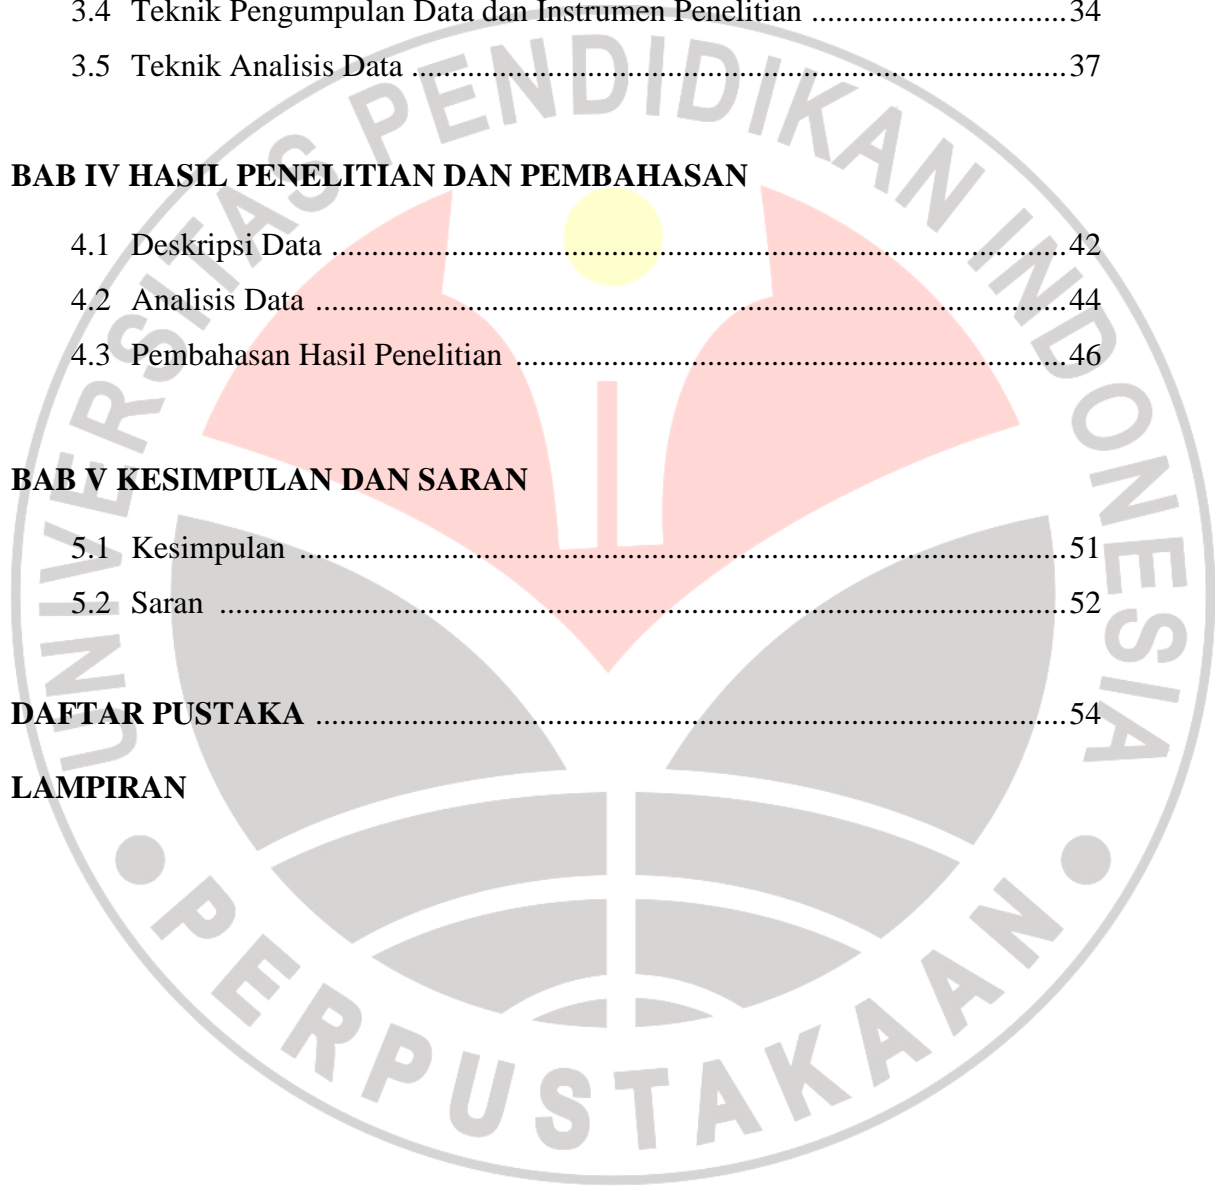 3.4 Teknik Pengumpulan Data dan Instrumen Penelitian ................................34
3.5 Teknik Analisis Data ..................................................................................37
BAB IV HASIL PENELITIAN DAN PEMBAHASAN
4.1 Deskripsi Data ............................................................................................42
4.2 Analisis Data ..............................................................................................44
4.3 Pembahasan Hasil Penelitian .....................................................................46
BAB V KESIMPULAN DAN SARAN
5.1 Kesimpulan ................................................................................................51
5.2 Saran ..........................................................................................................52
DAFTAR PUSTAKA ..............................................................................................54
LAMPIRAN
UNIVERSITAS PENDIDIKAN INDONESIA
PERPUSTAKAAN